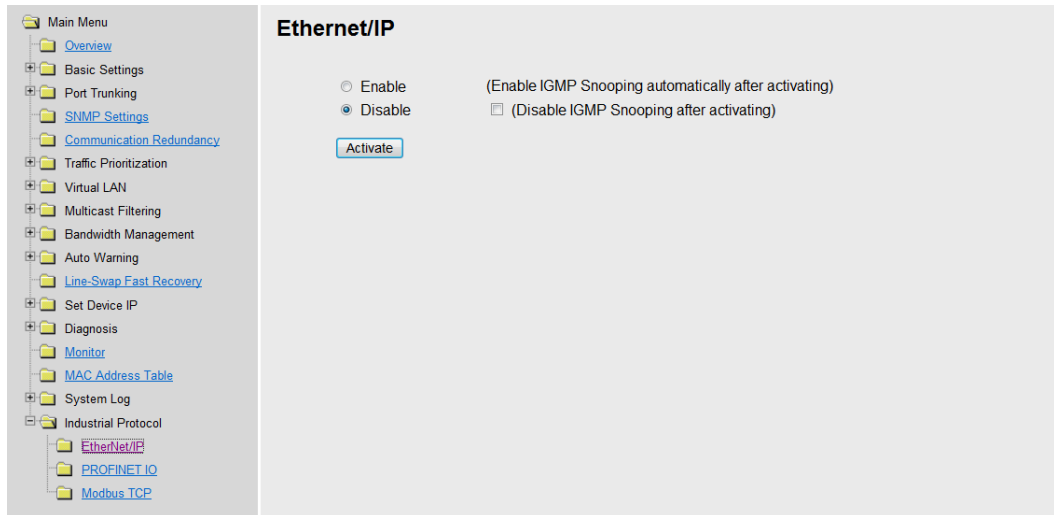 Main Menu
Overview
Basic Settings
Port Trunking
SNMP Settings
Communication Redundancy
Traffic Prioritization
Virtual LAN
Multicast Filtering
Bandwidth Management
Auto Warning
Line-Swap Fast Recovery
Set Device IP
Diagnosis
Monitor
MAC Address Table
System Log
Industrial Protocol
EtherNet/IP
PROFINET IO
Modbus TCP
Ethernet/IP
Enable (Enable IGMP Snooping automatically after activating)
Disable (Disable IGMP Snooping after activating)
Activate